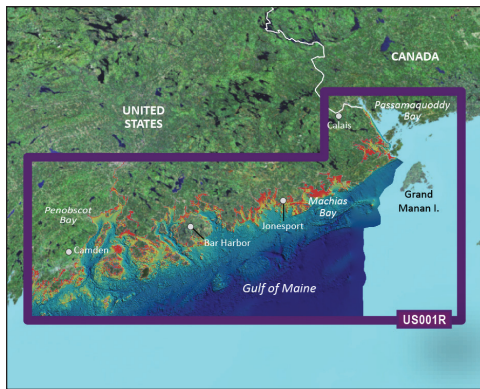 CANADA
UNITED
STATES
Passamaquoddy
Bay
Calais
Grand
Manan I.
Machias
Bay
Penobscot
Bay
Jonesport
Bar Harbor
Camden
Gulf of Maine
US001R